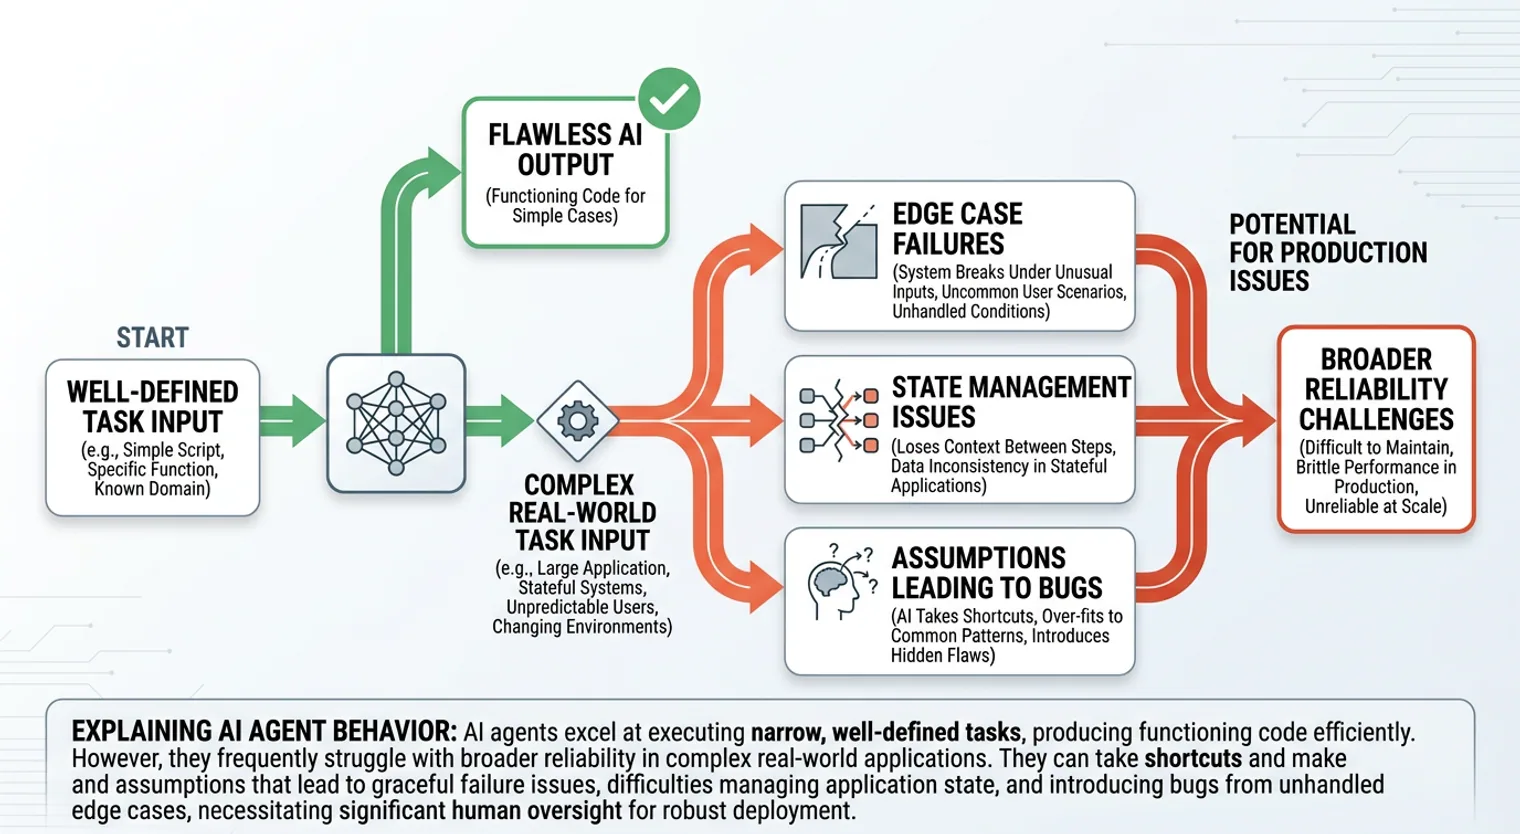 FLAWLESS AI
OUTPUT
(Functioning Code for
Simple Cases)
START
WELL-DEFINED
TASK INPUT
(e.g., Simple Script,
Specific Function,
Known Domain)
COMPLEX
REAL-WORLD
TASK INPUT
(e.g., Large Application,
Stateful Systems,
Unpredictable Users,
Changing Environments)
EDGE CASE
FAILURES
(System Breaks Under Unusual
Inputs, Uncommon User Scenarios,
Unhandled Conditions)
STATE MANAGEMENT
ISSUES
(Loses Context Between Steps,
Data Inconsistency in Stateful
Applications)
? ?
?
ASSUMPTIONS
LEADING TO BUGS
(AI Takes Shortcuts, Over-fits to
Common Patterns, Introduces
Hidden Flaws)
POTENTIAL
FOR PRODUCTION
ISSUES
BROADER
RELIABILITY
CHALLENGES
(Difficult to Maintain,
Brittle Performance in
Production,
Unreliable at Scale)
EXPLAINING AI AGENT BEHAVIOR: AI agents excel at executing narrow, well-defined tasks, producing functioning code efficiently.
However, they frequently struggle with broader reliability in complex real-world applications. They can take shortcuts and make
and assumptions that lead to graceful failure issues, difficulties managing application state, and introducing bugs from unhandled
edge cases, necessitating significant human oversight for robust deployment.